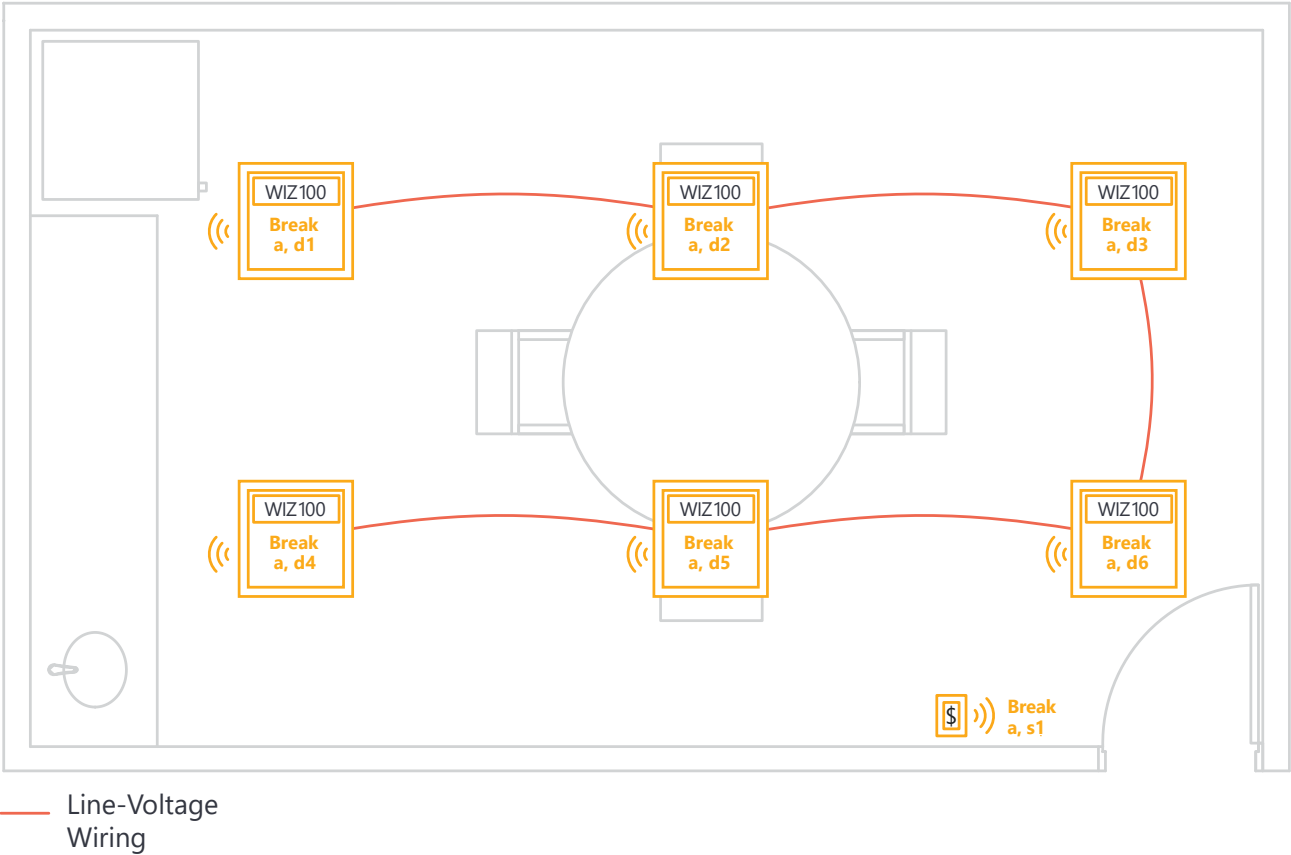 WIZ100
Break
a, d1
WIZ100
Break
a, d2
WIZ100
Break
a, d3
WIZ100
Break
a, d4
WIZ100
Break
a, d5
WIZ100
Break
a, d6
$
Break
a, s1
Line-Voltage
Wiring